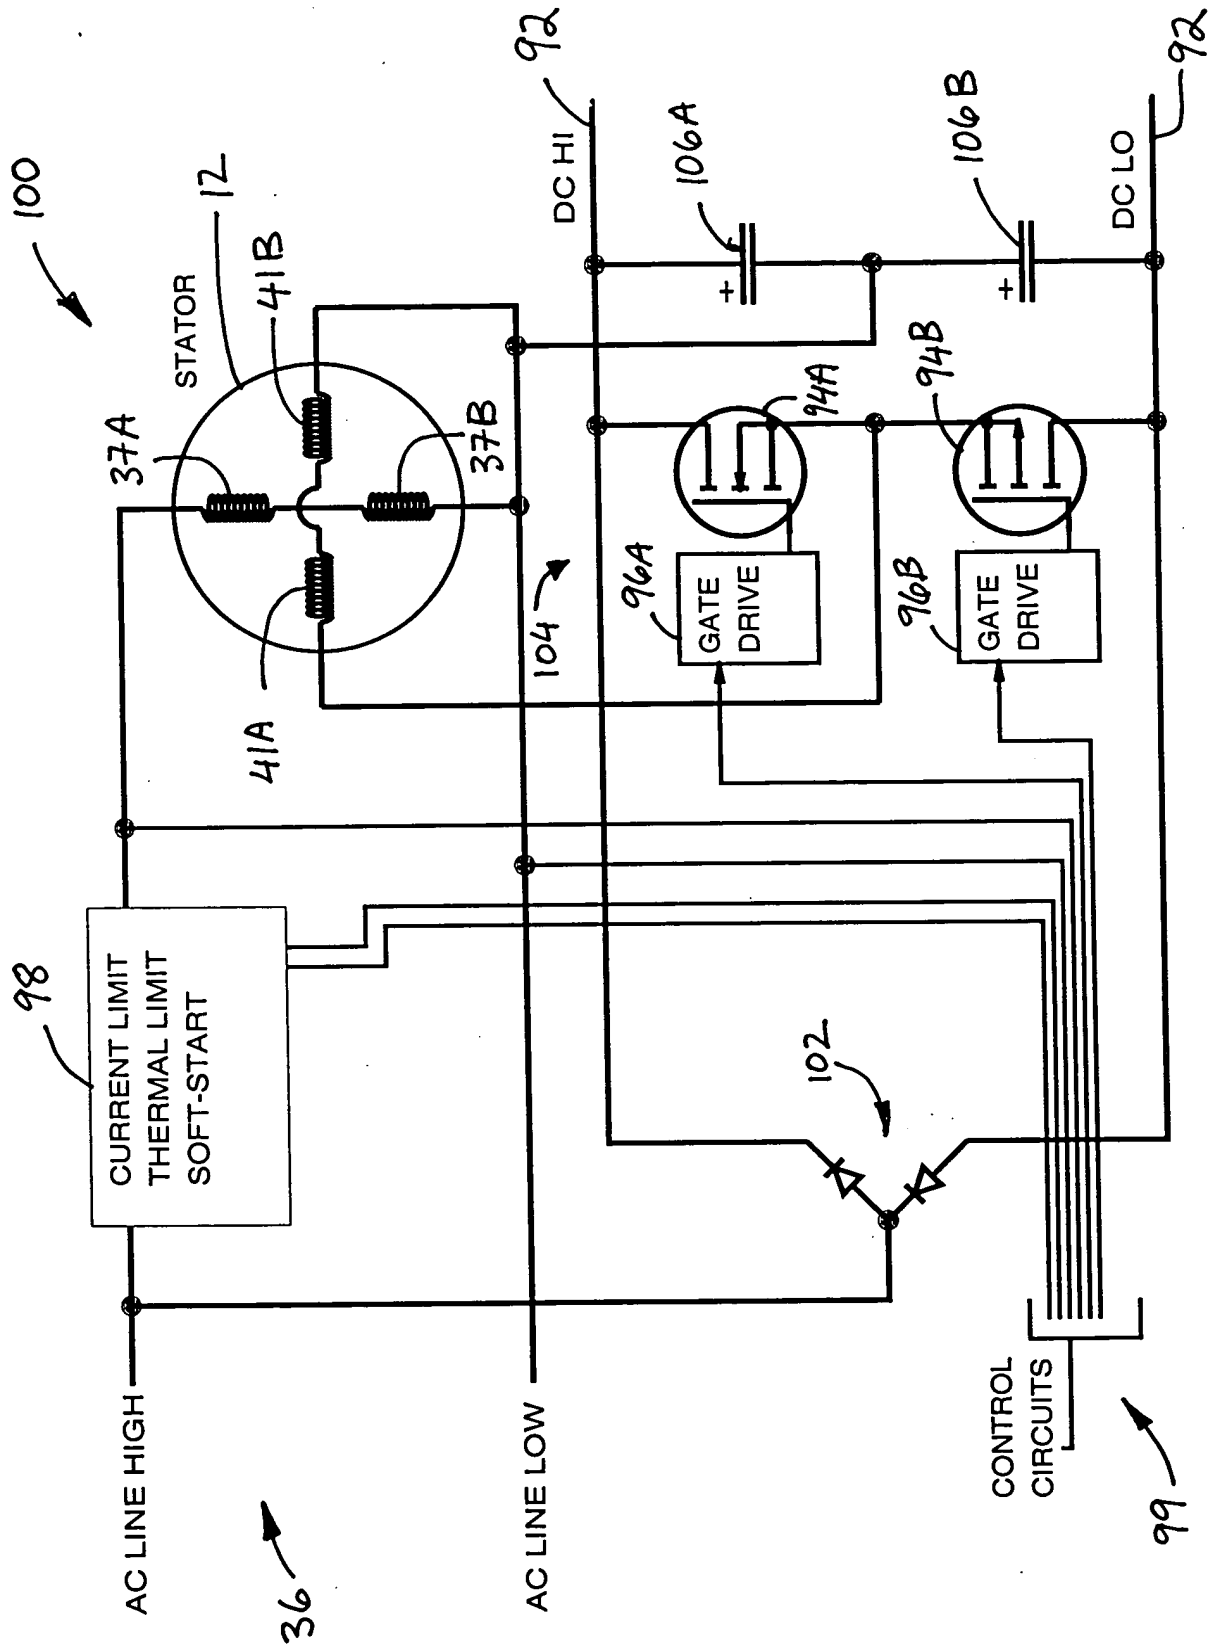 100
98
CURRENT LIMIT
THERMAL LIMIT
SOFT-START
STATOR
12
37A
41B
41A
37B
AC LINE HIGH
36
AC LINE LOW
92
DC HI
104
96A
GATE
DRIVE
94A
106A
+
102
96B
GATE
DRIVE
94B
106B
+
CONTROL
CIRCUITS
99
DC LO
92